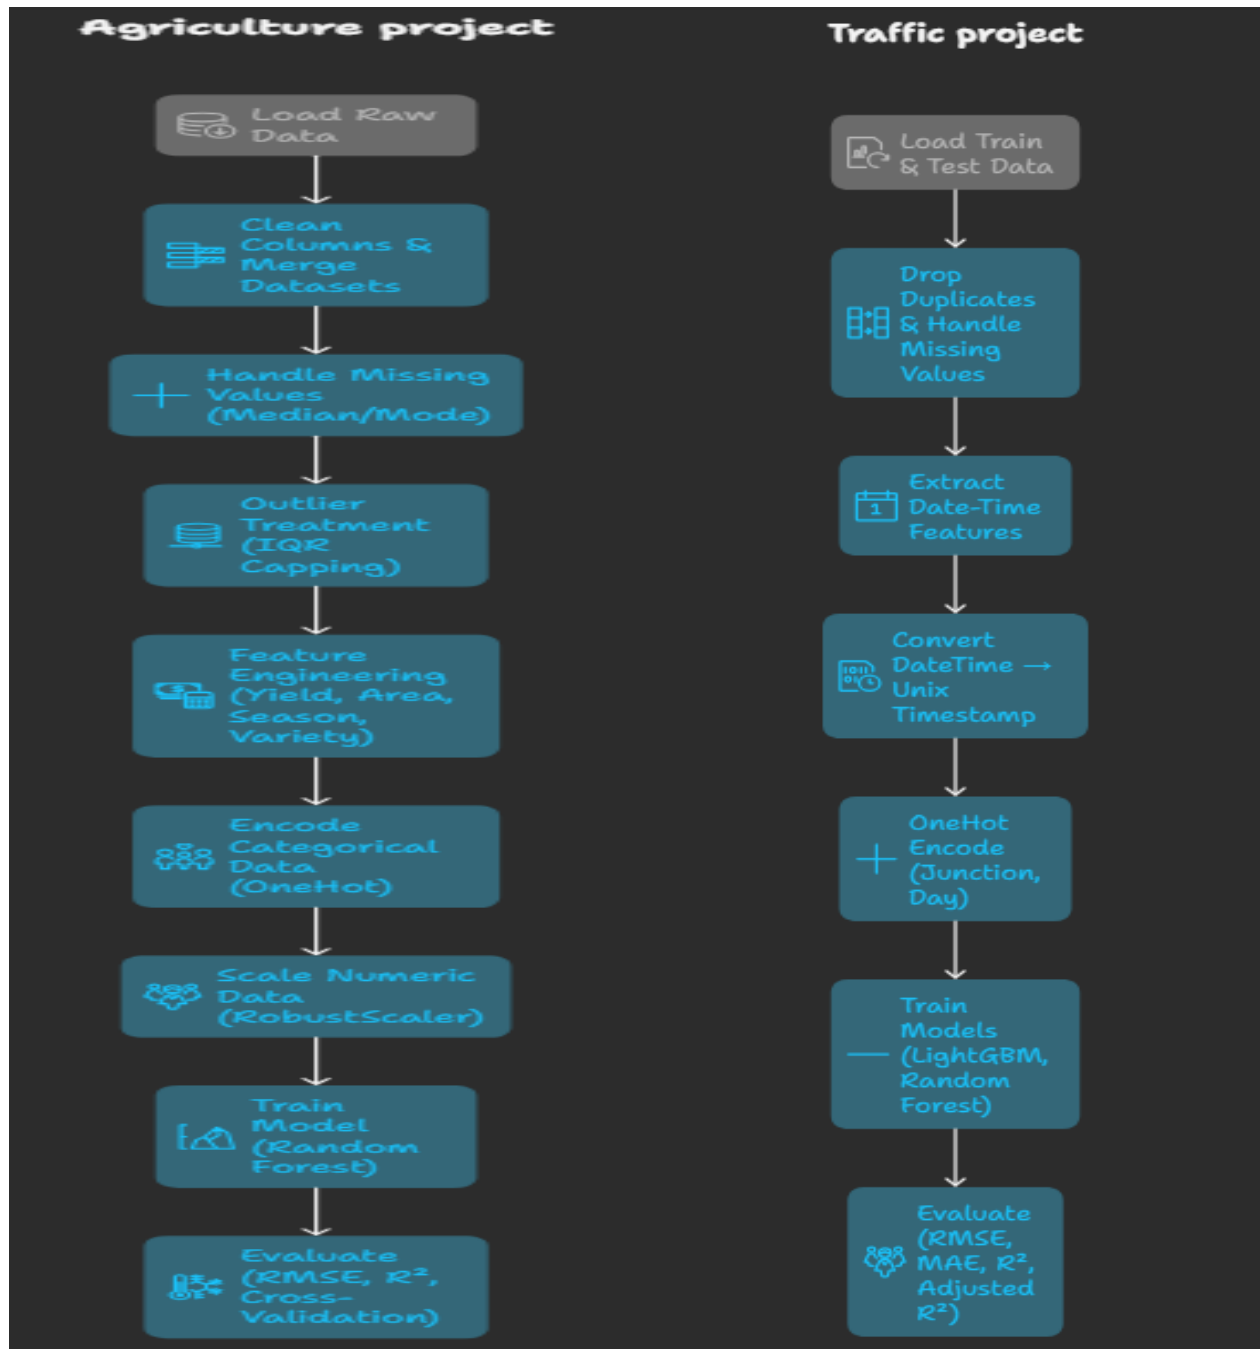 Agriculture project
Load Raw
Data
Clean
Columns &
Merge
Datasets
Handle Missing
Values
(Median/Mode)
Outlier
Treatment
(IQR
Capping)
Feature
Engineering
(Yield, Area,
Season,
Variety)
Encode
Categorical
Data
(OneHot)
Scale Numeric
Data
(RobustScaler)
Train
Model
(Random
Forest)
Evaluate
(RMSE, R²,
Cross-
Validation)
Traffic project
Load Train
& Test Data
Drop
Duplicates
& Handle
Missing
Values
1
Extract
Date-Time
Features
Convert
DateTime →
Unix
Timestamp
OneHot
Encode
(Junction,
Day)
Train
Models
(LightGBM,
Random
Forest)
Evaluate
(RMSE,
MAE, R²,
Adjusted
R²)